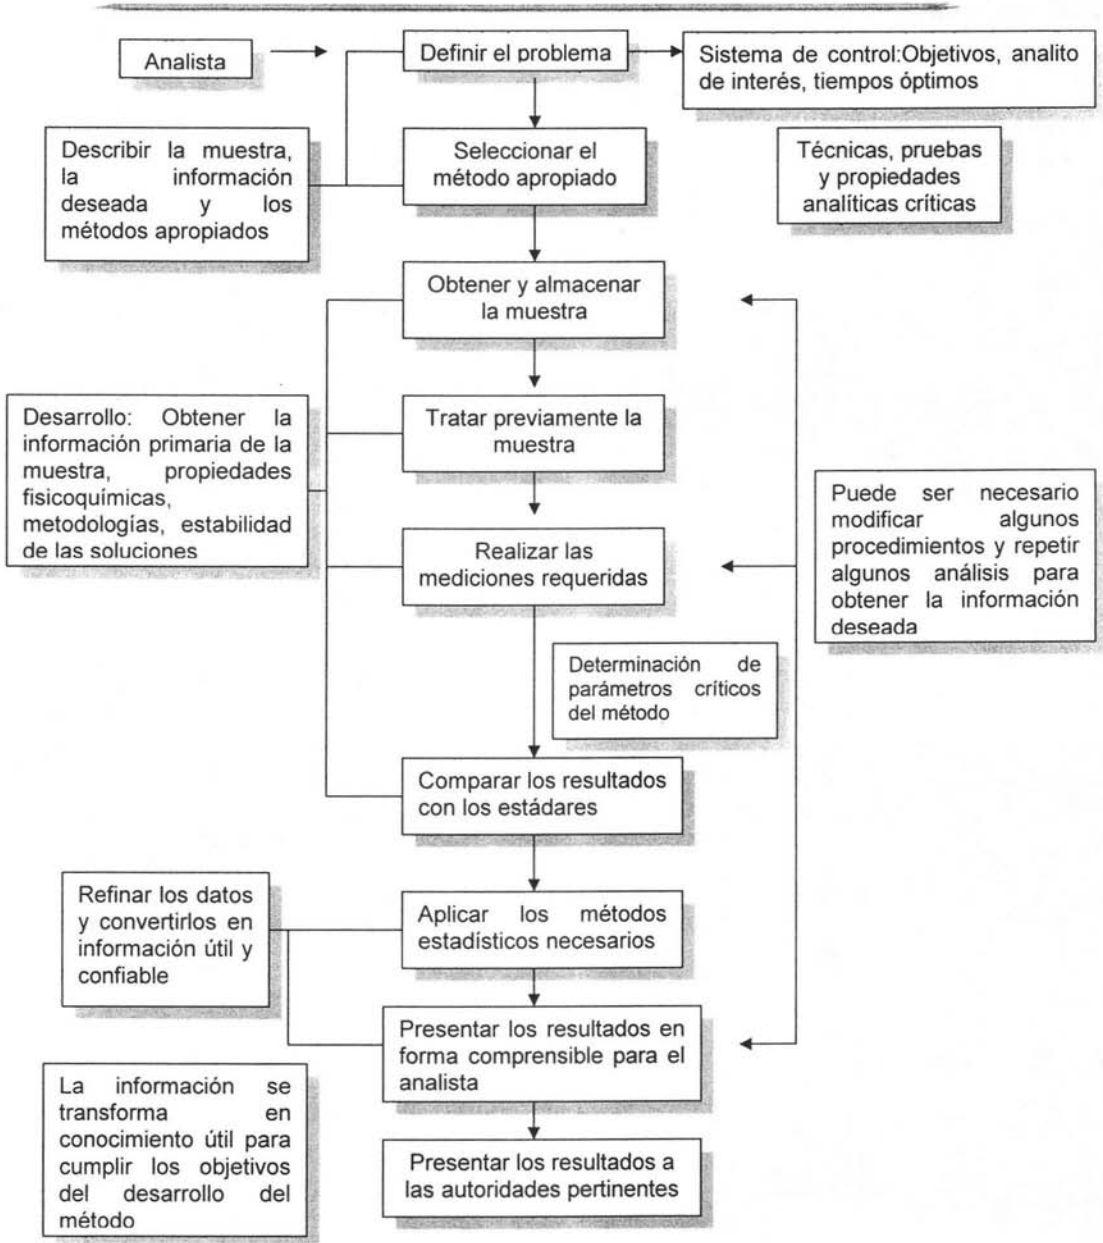 Analista
Definir el problema
Sistema de control:Objetivos, analito
de interés, tiempos óptimos
Describir la muestra,
la información
deseada y los
métodos apropiados
Seleccionar el
método apropiado
Técnicas, pruebas
y propiedades
analíticas críticas
Obtener y almacenar
la muestra
Desarrollo: Obtener la
información primaria de la
muestra, propiedades
fisicoquímicas,
metodologías, estabilidad
de las soluciones
Tratar previamente la
muestra
Realizar las
mediciones requeridas
Puede ser necesario
modificar algunos
procedimientos y repetir
algunos análisis para
obtener la información
deseada
Determinación de
parámetros críticos
del método
Comparar los resultados
con los estádares
Refinar los datos
y convertirlos en
información útil y
confiable
Aplicar los métodos
estadísticos necesarios
Presentar los resultados en
forma comprensible para el
analista
La información se
transforma en
conocimiento útil para
cumplir los objetivos
del desarrollo del
método
Presentar los resultados a
las autoridades pertinentes